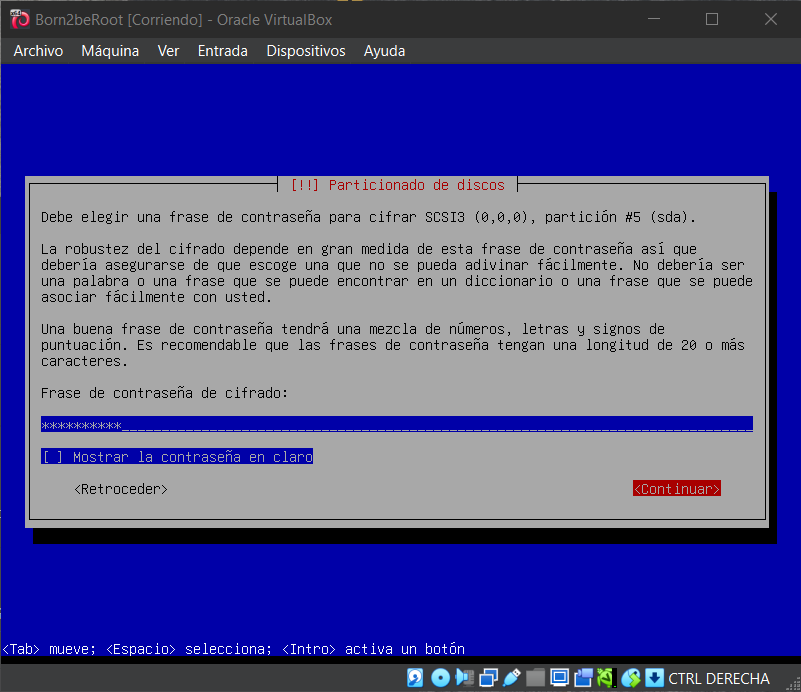 Born2beRoot [Corriendo] - Oracle VirtualBox
Archivo Máquina Ver Entrada Dispositivos Ayuda
[!!] Particionado de discos
Debe elegir una frase de contraseña para cifrar SCSI3 (0,0,0), partición #5 (sda).
La robustez del cifrado depende en gran medida de esta frase de contraseña así que
debería asegurarse de que escoge una que no se pueda adivinar fácilmente. No debería ser
una palabra o una frase que se puede encontrar en un diccionario o una frase que se puede
asociar fácilmente con usted.
Una buena frase de contraseña tendrá una mezcla de números, letras y signos de
puntuación. Es recomendable que las frases de contraseña tengan una longitud de 20 o más
caracteres.
Frase de contraseña de cifrado:
**********
[ ] Mostrar la contraseña en claro
<Retroceder> <Continuar>
<Tab> mueve; <Espacio> selecciona; <Intro> activa un botón
CTRL DERECHA